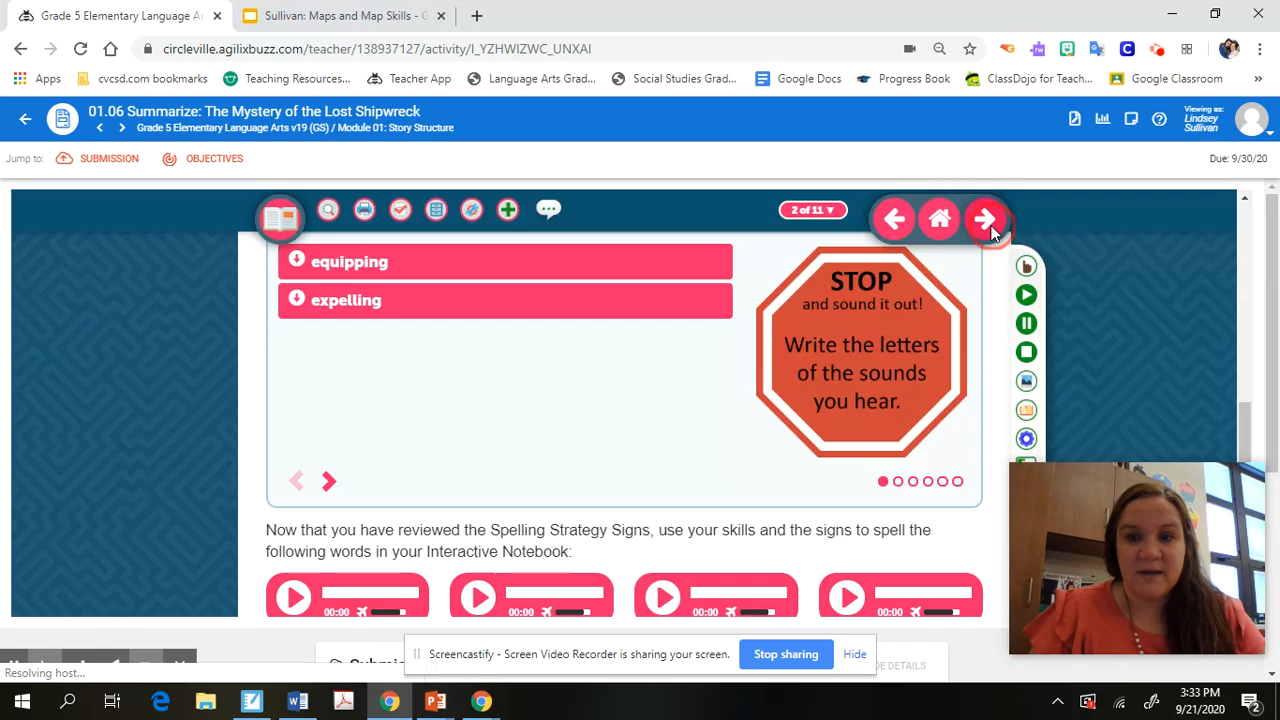 Grade 5 Elementary Language Ar
Sullivan: Maps and Map Skills - G
circleville.agilixbuzz.com/teacher/138937127/activity/I_YZHWIZWC_UNXAI
Apps
cvcsd.com bookmarks
Teaching Resources...
Teacher App
Language Arts Grad...
Social Studies Grad...
Google Docs
Progress Book
ClassDojo for Teach...
Google Classroom
01.06 Summarize: The Mystery of the Lost Shipwreck
Grade 5 Elementary Language Arts v19 (GS) / Module 01: Story Structure
Viewing as:
Lindsey
Sullivan
Jump to:
SUBMISSION
OBJECTIVES
Due: 9/30/20
2 of 11
equipping
expelling
STOP
and sound it out!
Write the letters
of the sounds
you hear.
Now that you have reviewed the Spelling Strategy Signs, use your skills and the signs to spell the
following words in your Interactive Notebook:
00:00
00:00
00:00
00:00
Screencastify - Screen Video Recorder is sharing your screen.
Stop sharing
Hide
DE DETAILS
Resolving host...
3:33 PM
9/21/2020
2